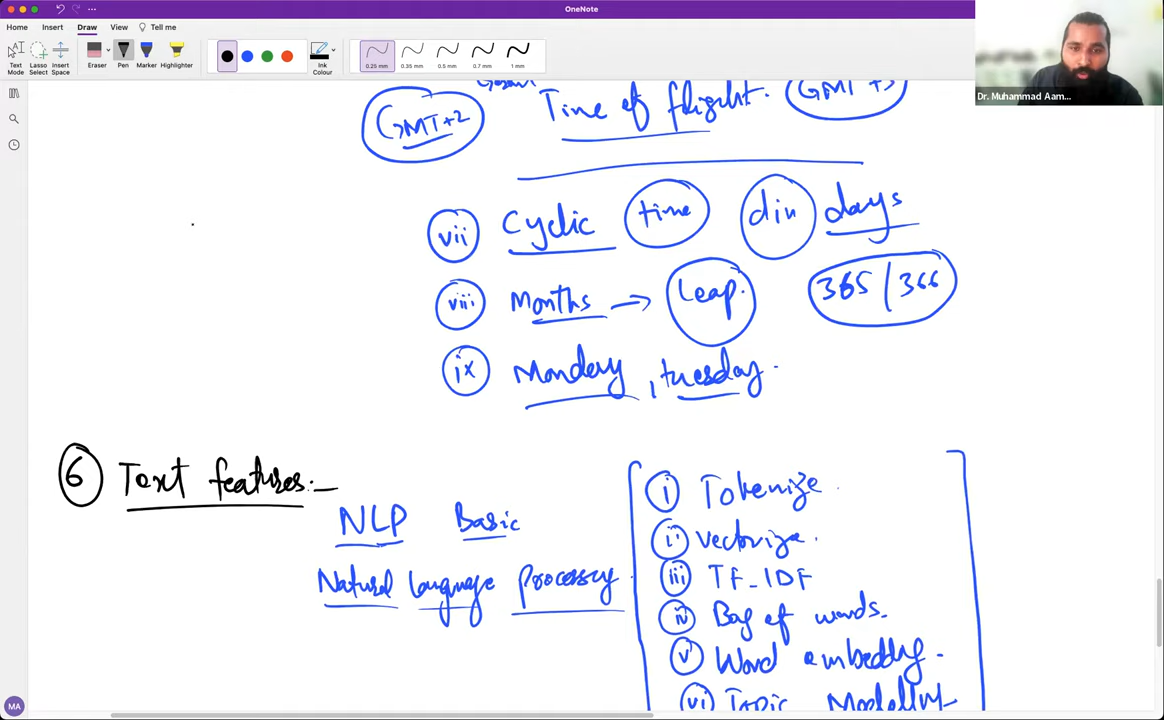 OneNote
Home Insert Draw View Tell me
Text Mode
Lasso Select
Insert Space
Eraser
Pen
Marker
Highlighter
Ink Colour
0.25 mm
0.35 mm
0.5 mm
0.7 mm
1 mm
Dr. Muhammad Aam...
GMT+2 Time of flight.
vii Cyclic time din days
viii Months → Leap. 365/366
ix Monday, tuesday.
6 Text features:-
NLP Basic
Natural language processing
i Tokenize
ii vectorize.
iii TF-IDF
iv Bag of words.
v Word embedding.
vi Topic Modelling
MA